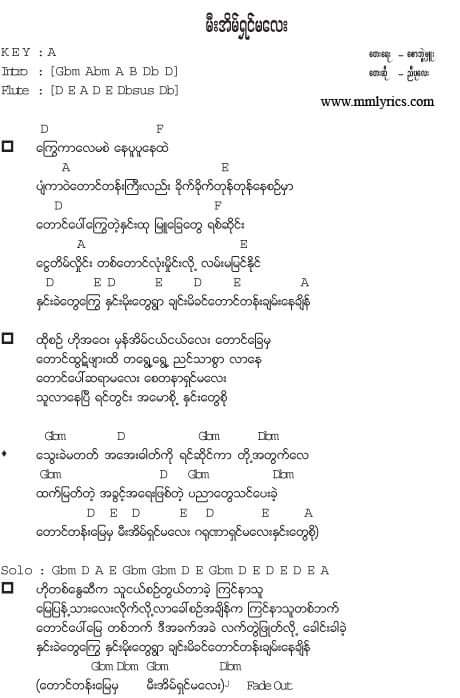 မီးအိမ်ရှင်မလေး
KEY : A
တေးရေး – စောဘွဲ့မှူး
Intro : [Gbm Abm A B Db D]
တေးဆို – ညိမ့်မလေး
Flute : [D E A D E Dbsus Db]
www.mmlyrics.com
D F
ကြွေကာလေမစဲ နေပူပူနေထဲ
A E
ပျံကာဝဲတောင်တန်းကြီးလည်း ခိုက်ခိုက်တုန်တုန်နေစဉ်မှာ
D F
တောင်ပေါ်ကြွေတဲ့နှင်းထု မြူခြေတွေ ရစ်ဆိုင်း
A E
ငွေတိမ်လှိုင်း တစ်တောင်လုံးမှိုင်းလို့ လမ်းမမြင်နိုင်
D E D E D E A
နှင်းခဲတွေကြွေ နှင်းမိုးတွေရွာ ချင်းမိခင်တောင်တန်းချမ်းနေချိန်
ထိုစဉ် ဟိုအဝေး မှန်အိမ်ငယ်ငယ်လေး တောင်ခြေမှ
တောင်ထွဋ်ဖျားထိ တရွေ့ရွေ့ ညင်သာစွာ လာနေ
တောင်ပေါ်ဆရာမလေး စေတနာရှင်မလေး
သူလာနေပြီ ရင်တွင်း အမောစို့ နှင်းတွေစို
Gbm D Gbm Dbm
သွေးခဲမတတ် အအေးဓါတ်ကို ရင်ဆိုင်ကာ တို့အတွက်လေ
Gbm D Gbm Dbm
ထက်မြတ်တဲ့ အခွင့်အရေးဖြစ်တဲ့ ပညာတွေသင်ပေးခဲ့
D E D E D E A
တောင်တန်းမြေမှ မီးအိမ်ရှင်မလေး ဂရုဏာရှင်မလေးနှင်းတွေစို)
Solo : Gbm D A E Gbm Gbm D E Gbm D E D E D E A
ဟိုတစ်နွေဆီက သူငယ်စဉ်တွယ်တာခဲ့ ကြင်နာသူ
မြေပြန့်သားလေးလိုက်လို့လာခေါ်စဉ်အချိန်က ကြင်နာသူတစ်ဘက်
တောင်ပေါ်မြေ တစ်ဘက် ဒီအခက်အခဲ လက်တွဲဖြုတ်လို့ ခေါင်းခါခဲ့
နှင်းခဲတွေကြွေ နှင်းမိုးတွေရွာ ချင်းမိခင်တောင်တန်းချမ်းနေချိန်
Gbm Dbm Gbm Dbm
(တောင်တန်းမြေမှ မီးအိမ်ရှင်မလေး)၂ Fade Out